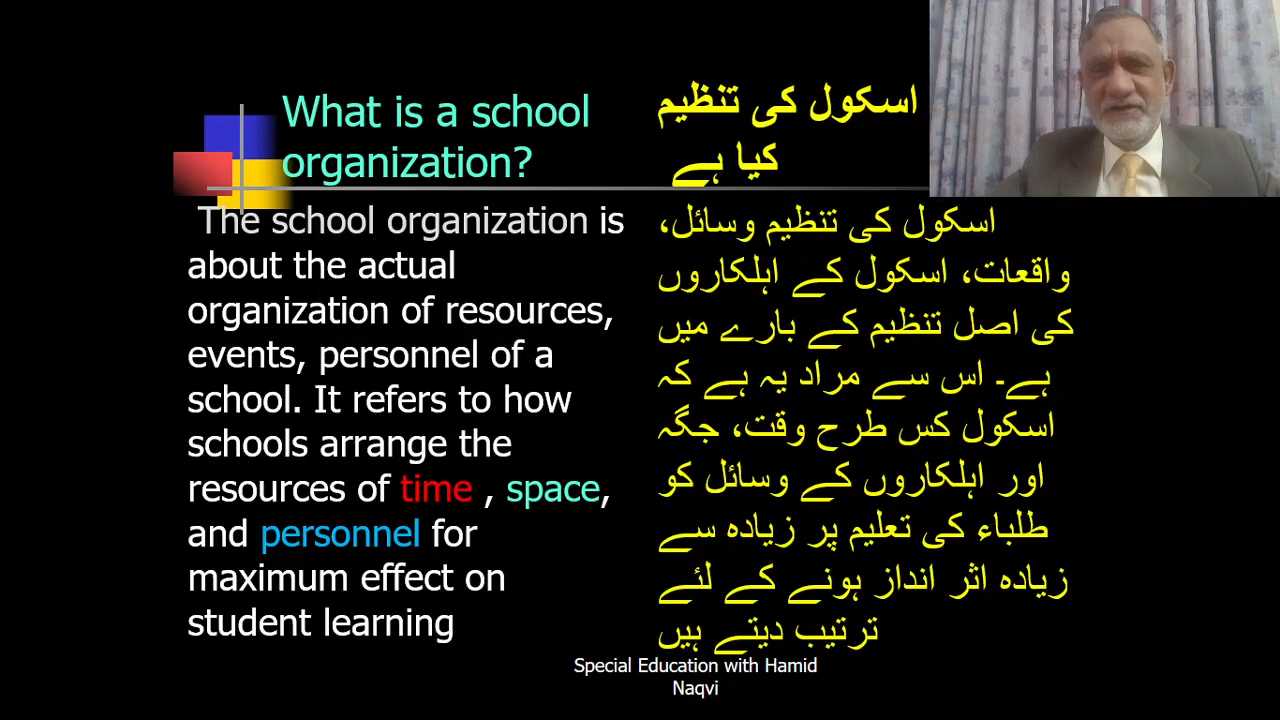 What is a school
organization?
اسکول کی تنظیم
کیا ہے
The school organization is
about the actual
organization of resources,
events, personnel of a
school. It refers to how
schools arrange the
resources of time , space,
and personnel for
maximum effect on
student learning
اسکول کی تنظیم وسائل،
واقعات، اسکول کے اہلکاروں
کی اصل تنظیم کے بارے میں
ہے۔ اس سے مراد یہ ہے کہ
اسکول کس طرح وقت، جگہ
اور اہلکاروں کے وسائل کو
طلباء کی تعلیم پر زیادہ سے
زیادہ اثر انداز ہونے کے لئے
ترتیب دیتے ہیں
Special Education with Hamid
Naqvi